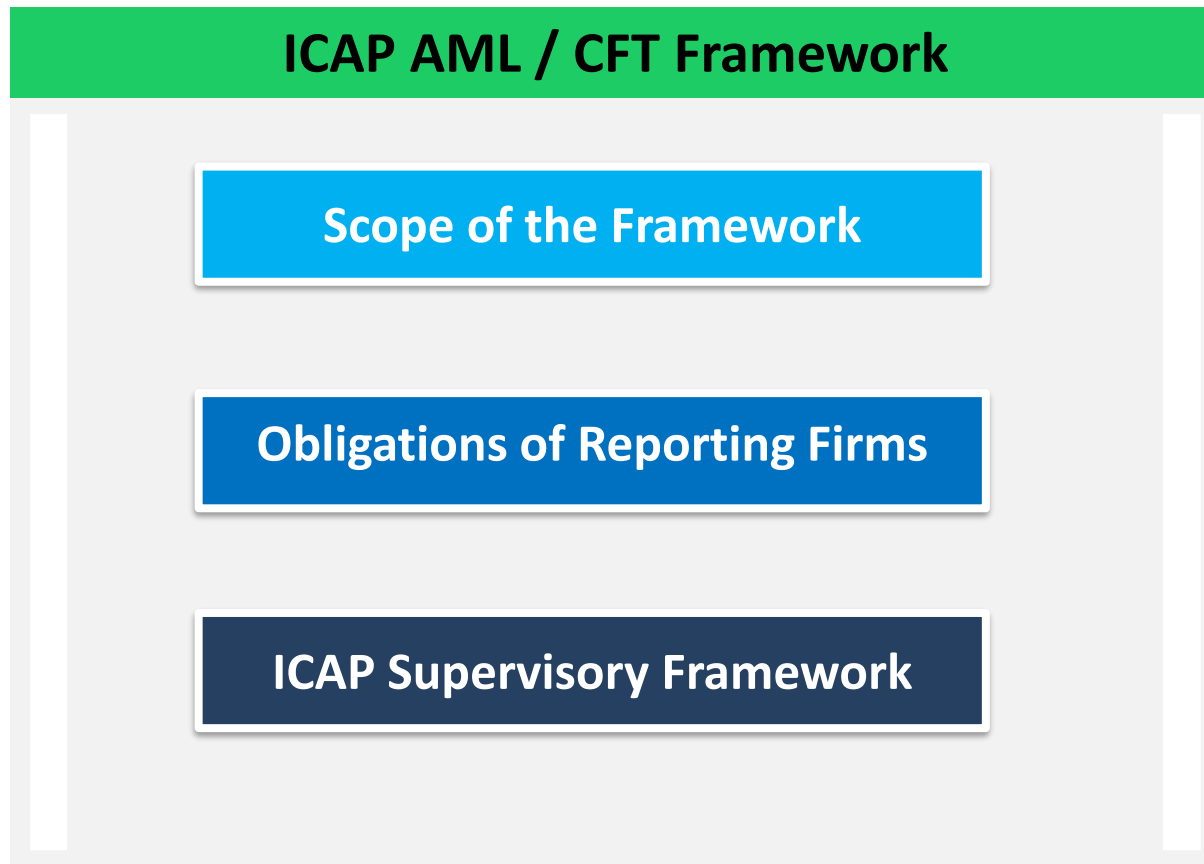 ICAP AML / CFT Framework
Scope of the Framework
Obligations of Reporting Firms
ICAP Supervisory Framework